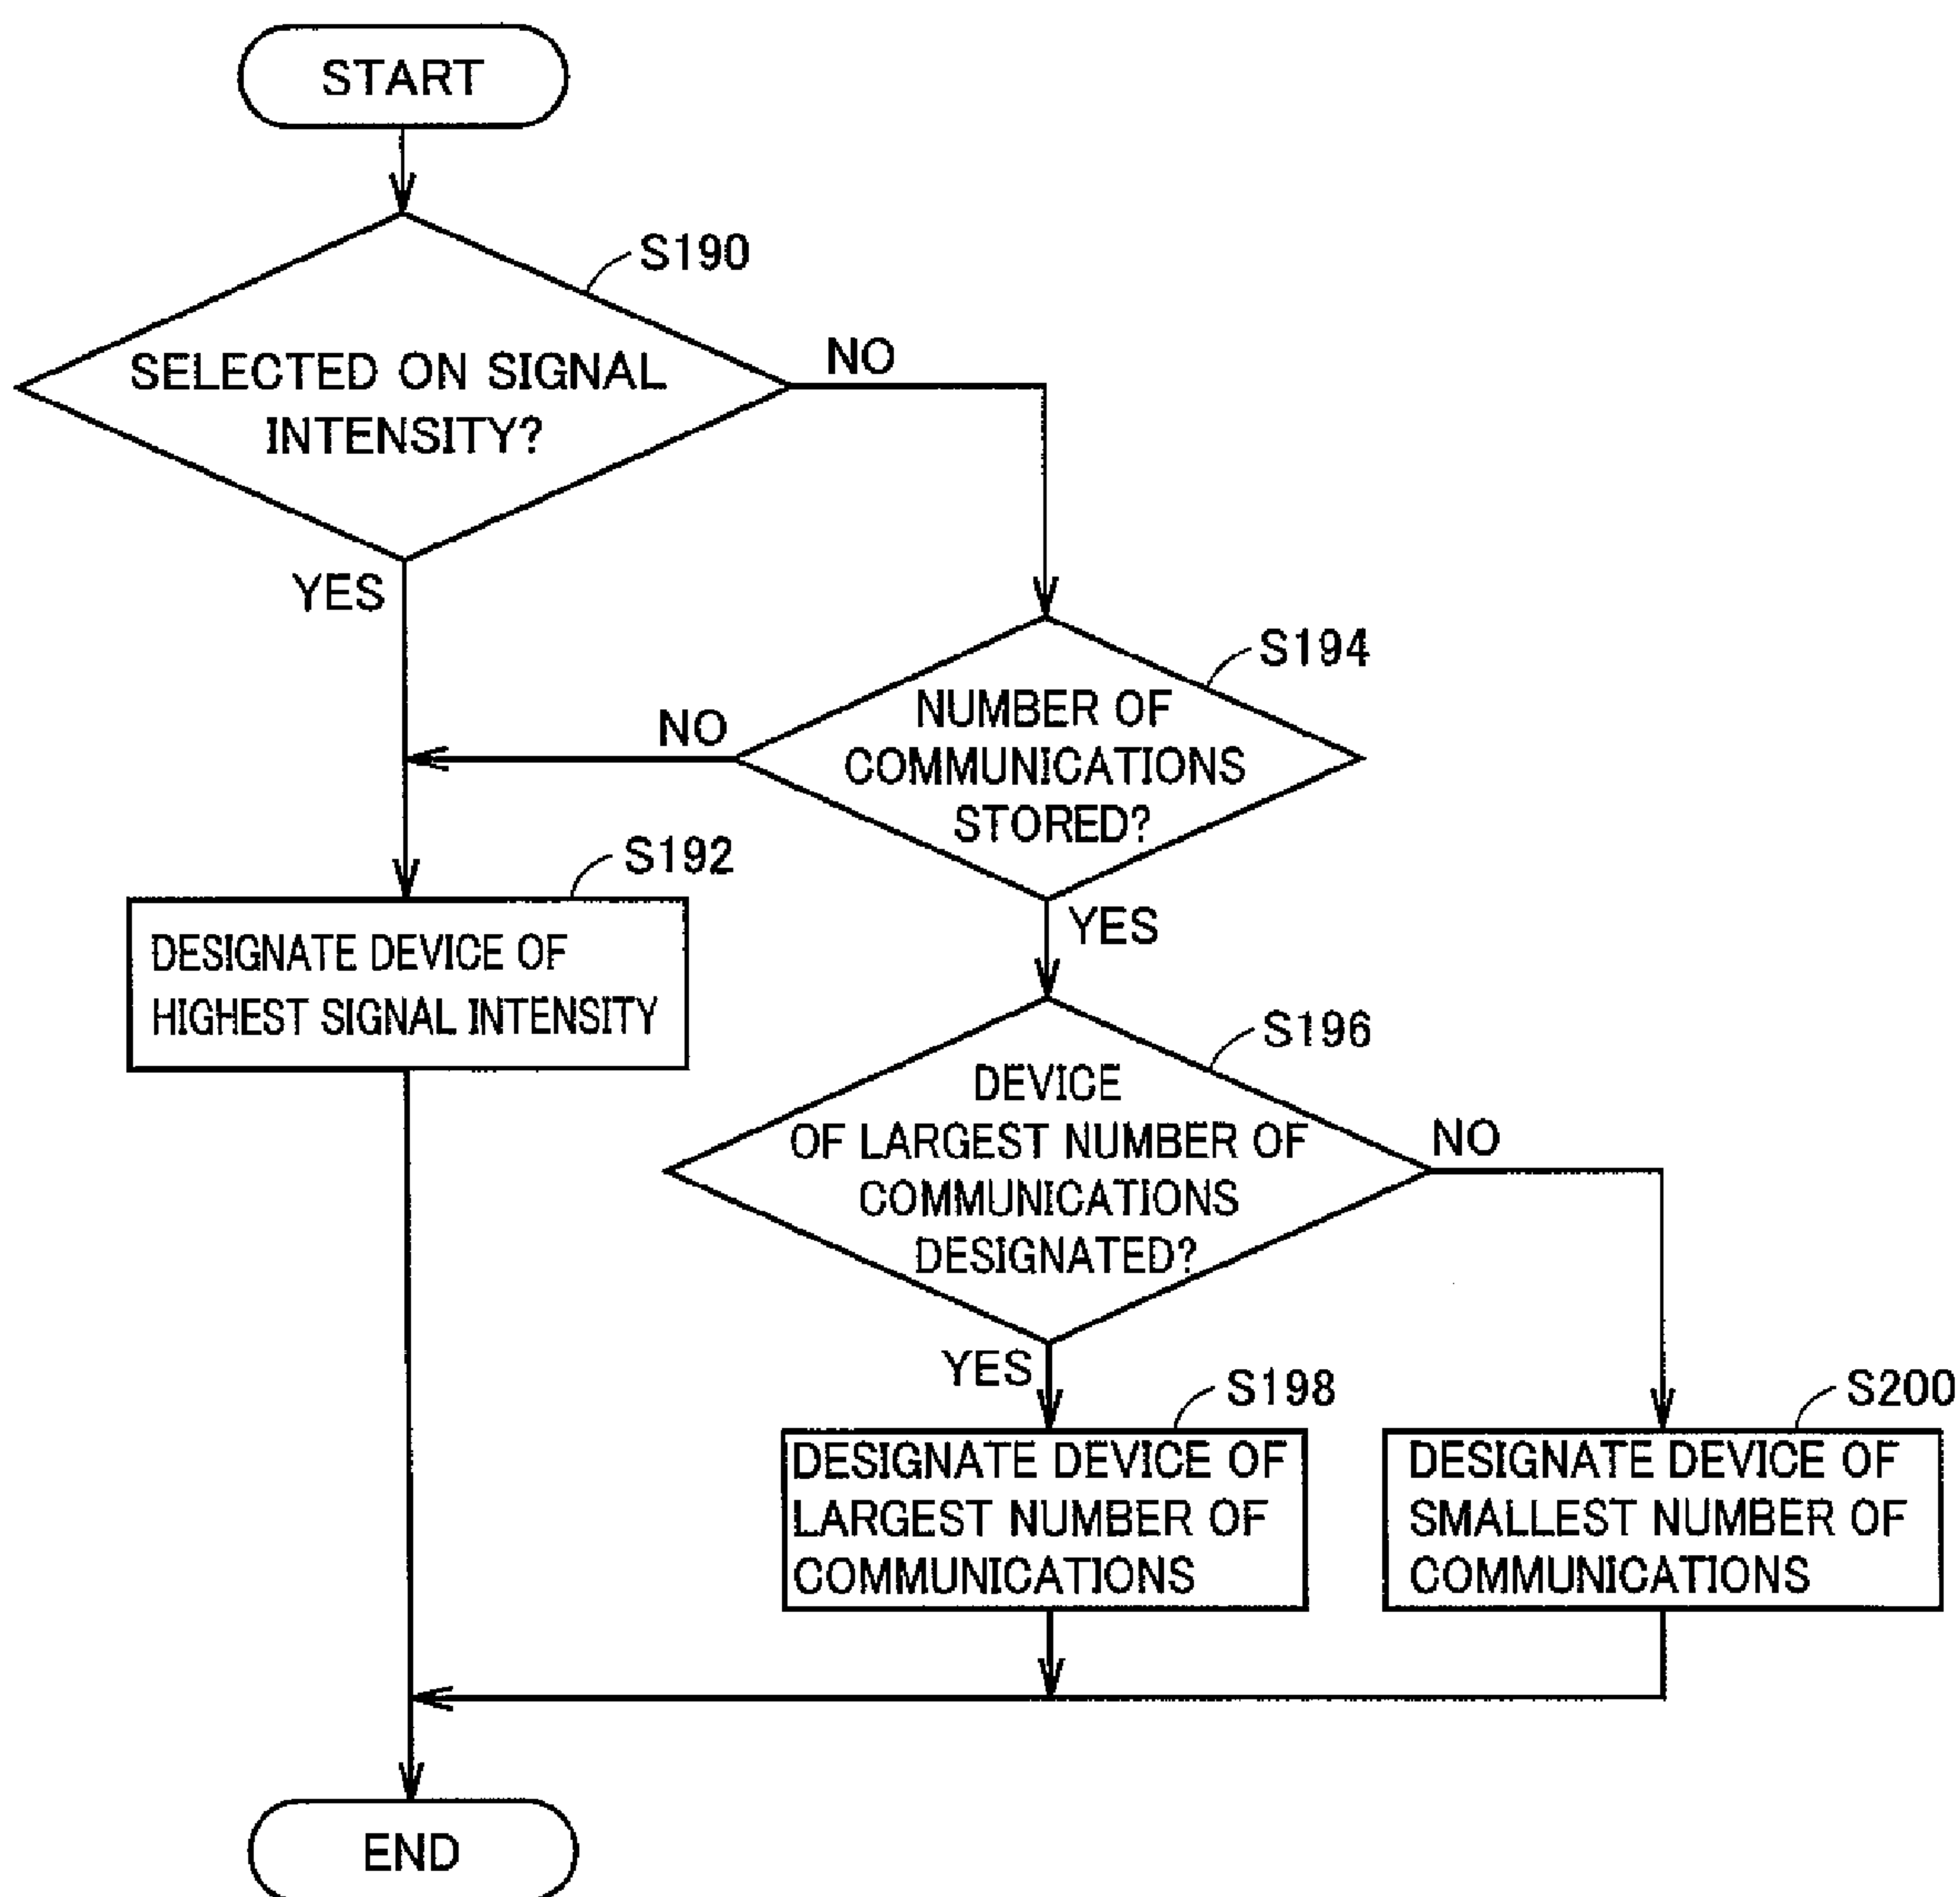 START
S190
SELECTED ON SIGNAL
INTENSITY?
NO
YES
S194
NUMBER OF
COMMUNICATIONS
STORED?
NO
YES
S192
DESIGNATE DEVICE OF
HIGHEST SIGNAL INTENSITY
S196
DEVICE
OF LARGEST NUMBER OF
COMMUNICATIONS
DESIGNATED?
NO
YES
S198
DESIGNATE DEVICE OF
LARGEST NUMBER OF
COMMUNICATIONS
S200
DESIGNATE DEVICE OF
SMALLEST NUMBER OF
COMMUNICATIONS
END